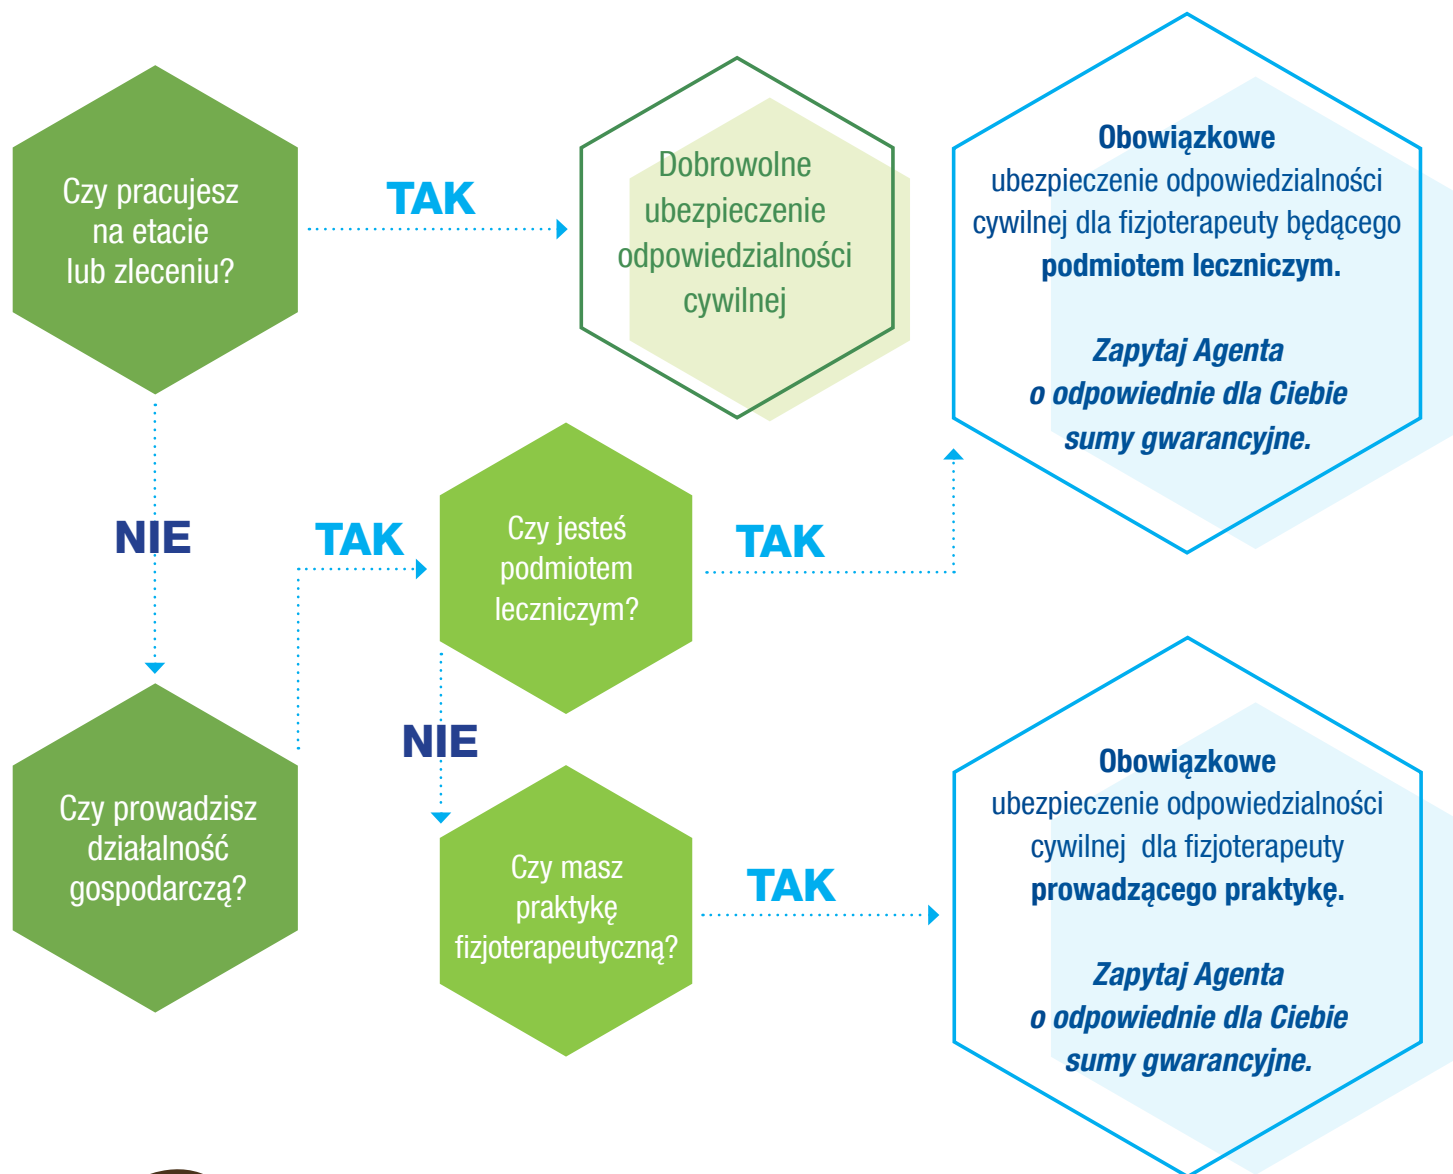 Czy pracujesz
na etacie
lub zleceniu?
TAK
Dobrowolne
ubezpieczenie
odpowiedzialności
cywilnej
Obowiązkowe
ubezpieczenie odpowiedzialności
cywilnej dla fizjoterapeuty będącego
podmiotem leczniczym.
Zapytaj Agenta
o odpowiednie dla Ciebie
sumy gwarancyjne.
NIE
TAK
Czy jesteś
podmiotem
leczniczym?
TAK
NIE
Czy prowadzisz
działalność
gospodarczą?
Czy masz
praktykę
fizjoterapeutyczną?
TAK
Obowiązkowe
ubezpieczenie odpowiedzialności
cywilnej dla fizjoterapeuty
prowadzącego praktykę.
Zapytaj Agenta
o odpowiednie dla Ciebie
sumy gwarancyjne.